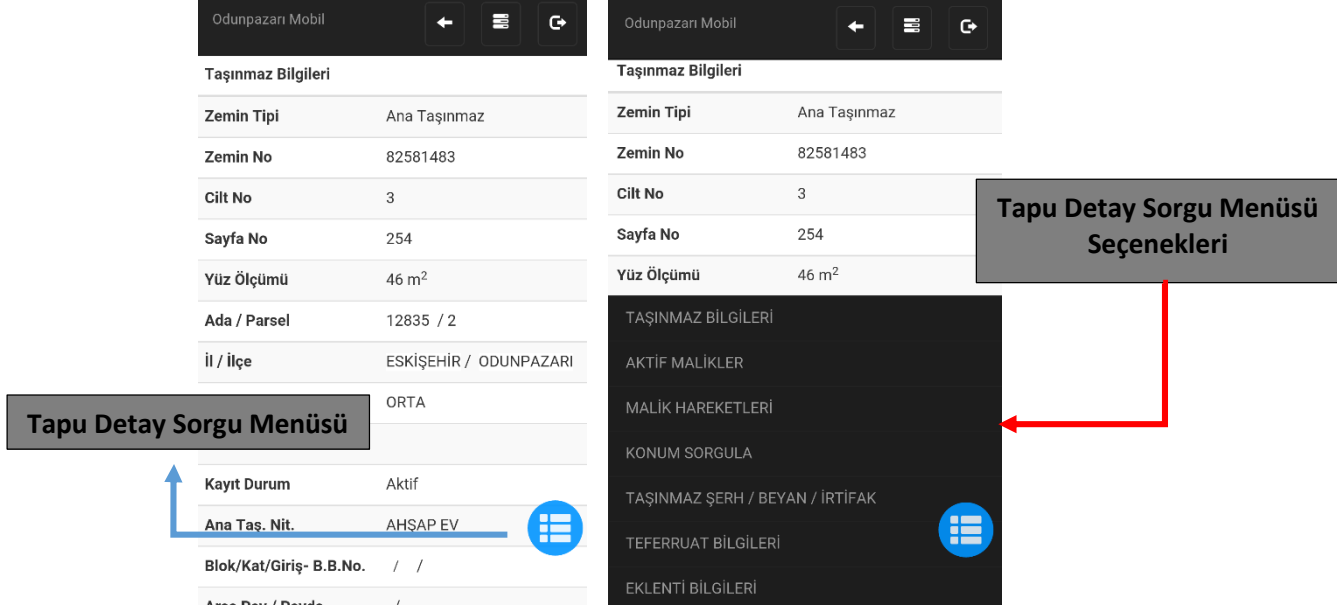 Odunpazarı Mobil
Taşınmaz Bilgileri
Zemin Tipi Ana Taşınmaz
Zemin No 82581483
Cilt No 3
Sayfa No 254
Yüz Ölçümü 46 m²
Ada / Parsel 12835 / 2
İl / İlçe ESKİŞEHİR / ODUNPAZARI
ORTA
Tapu Detay Sorgu Menüsü
Kayıt Durum Aktif
Ana Taş. Nit. AHŞAP EV
Blok/Kat/Giriş- B.B.No. / /
Odunpazarı Mobil
Taşınmaz Bilgileri
Zemin Tipi Ana Taşınmaz
Zemin No 82581483
Cilt No 3
Sayfa No 254
Yüz Ölçümü 46 m²
TAŞINMAZ BİLGİLERİ
AKTİF MALİKLER
MALİK HAREKETLERİ
KONUM SORGULA
TAŞINMAZ ŞERH / BEYAN / İRTİFAK
TEFERRUAT BİLGİLERİ
EKLENTİ BİLGİLERİ
Tapu Detay Sorgu Menüsü
Seçenekleri